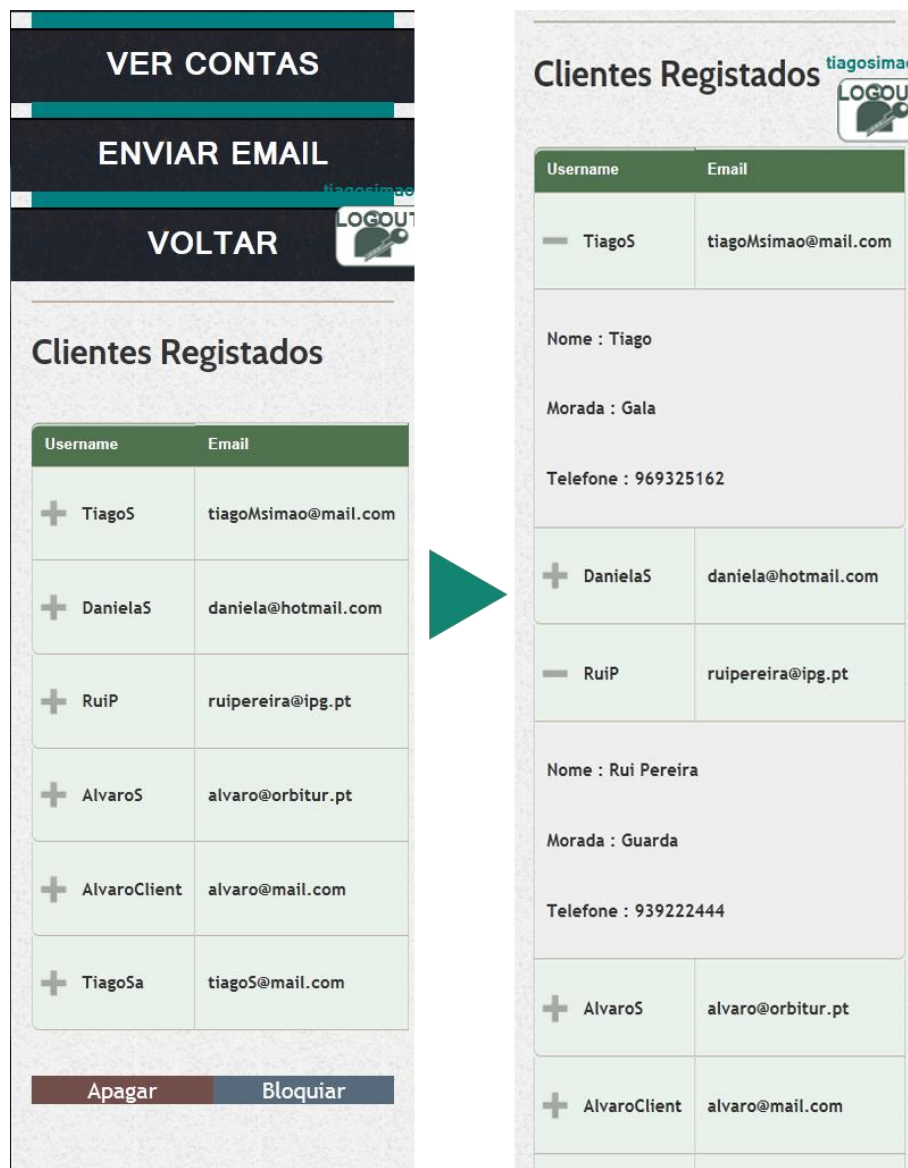 VER CONTAS
ENVIAR EMAIL
tiagosimao
VOLTAR
LOGOUT
Clientes Registados
Username Email
TiagoS tiagoMsimao@mail.com
DanielaS daniela@hotmail.com
RuiP ruipereira@ipg.pt
AlvaroS alvaro@orbitur.pt
AlvaroClient alvaro@mail.com
TiagoSa tiagoS@mail.com
Apagar Bloquiar
Clientes Registados
tiagosima
LOGOU
Username Email
TiagoS tiagoMsimao@mail.com
Nome : Tiago
Morada : Gala
Telefone : 969325162
DanielaS daniela@hotmail.com
RuiP ruipereira@ipg.pt
Nome : Rui Pereira
Morada : Guarda
Telefone : 939222444
AlvaroS alvaro@orbitur.pt
AlvaroClient alvaro@mail.com